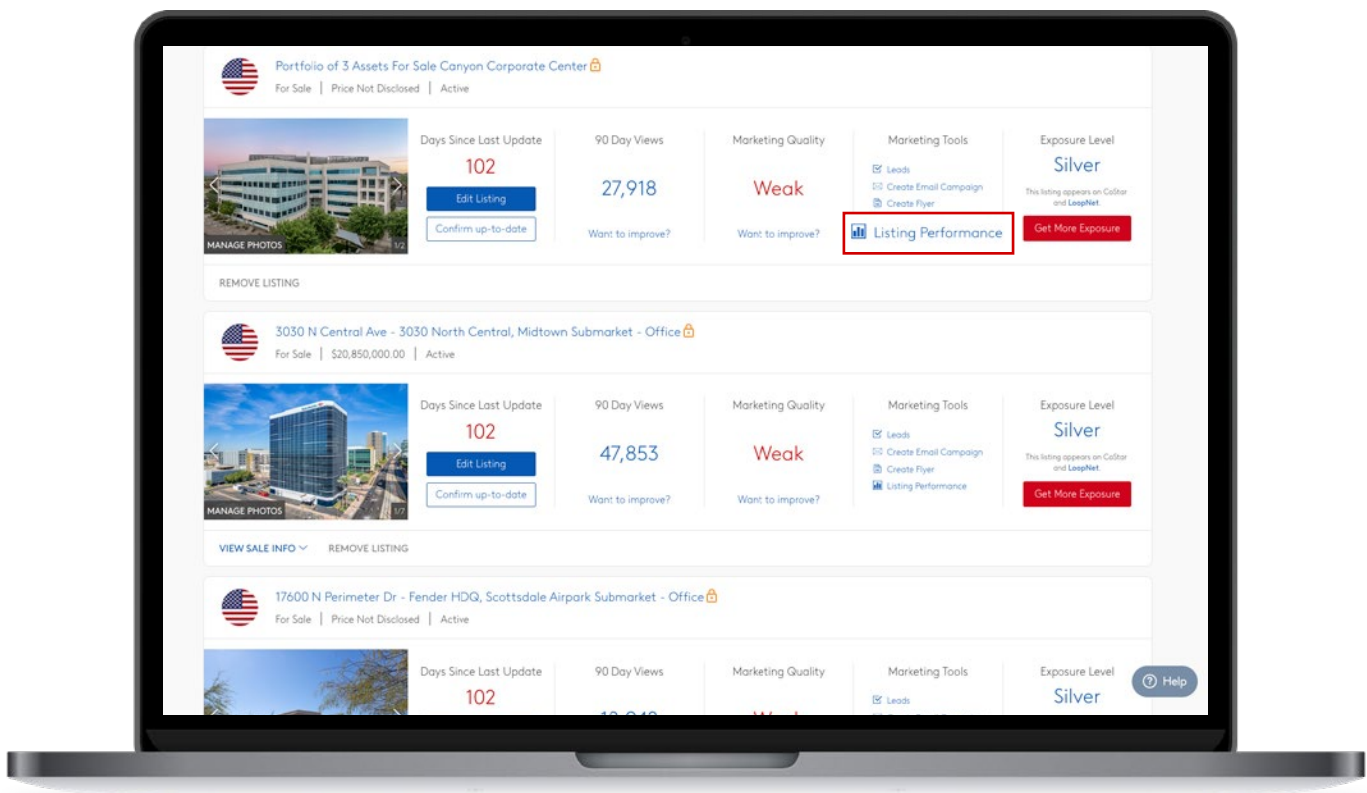 Portfolio of 3 Assets For Sale Canyon Corporate Center
For Sale | Price Not Disclosed | Active
Days Since Last Update
102
Edit Listing
Confirm up-to-date
90 Day Views
27,918
Want to improve?
Marketing Quality
Weak
Want to improve?
Marketing Tools
Leads
Create Email Campaign
Create Flyer
Listing Performance
Exposure Level
Silver
This listing appears on CoStar
and LoopNet.
Get More Exposure
MANAGE PHOTOS
1/2
REMOVE LISTING
3030 N Central Ave - 3030 North Central, Midtown Submarket - Office
For Sale | $20,850,000.00 | Active
Days Since Last Update
102
Edit Listing
Confirm up-to-date
90 Day Views
47,853
Want to improve?
Marketing Quality
Weak
Want to improve?
Marketing Tools
Leads
Create Email Campaign
Create Flyer
Listing Performance
Exposure Level
Silver
This listing appears on CoStar
and LoopNet.
Get More Exposure
MANAGE PHOTOS
1/7
VIEW SALE INFO REMOVE LISTING
17600 N Perimeter Dr - Fender HDQ, Scottsdale Airpark Submarket - Office
For Sale | Price Not Disclosed | Active
Days Since Last Update
102
90 Day Views
Marketing Quality
Marketing Tools
Leads
Exposure Level
Silver
Help